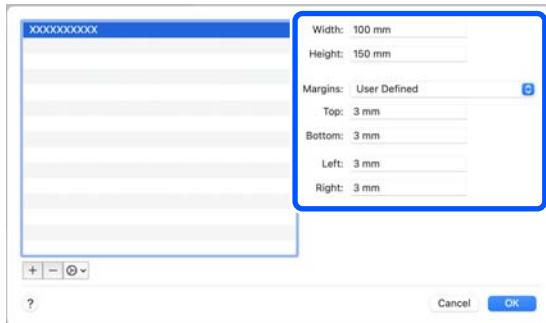 XXXXXXXXXX
Width: 100 mm
Height: 150 mm
Margins: User Defined
Top: 3 mm
Bottom: 3 mm
Left: 3 mm
Right: 3 mm
+ −
? Cancel OK